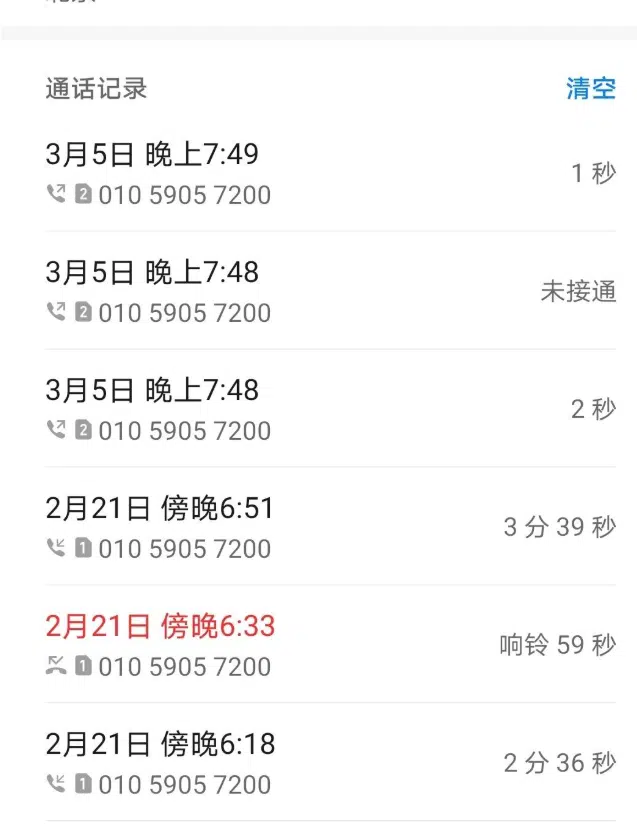 通话记录 清空
3月5日 晚上7:49
1 秒
2 010 5905 7200
3月5日 晚上7:48
未接通
2 010 5905 7200
3月5日 晚上7:48
2 秒
2 010 5905 7200
2月21日 傍晚6:51
3 分 39 秒
1 010 5905 7200
2月21日 傍晚6:33
响铃 59 秒
1 010 5905 7200
2月21日 傍晚6:18
2 分 36 秒
1 010 5905 7200